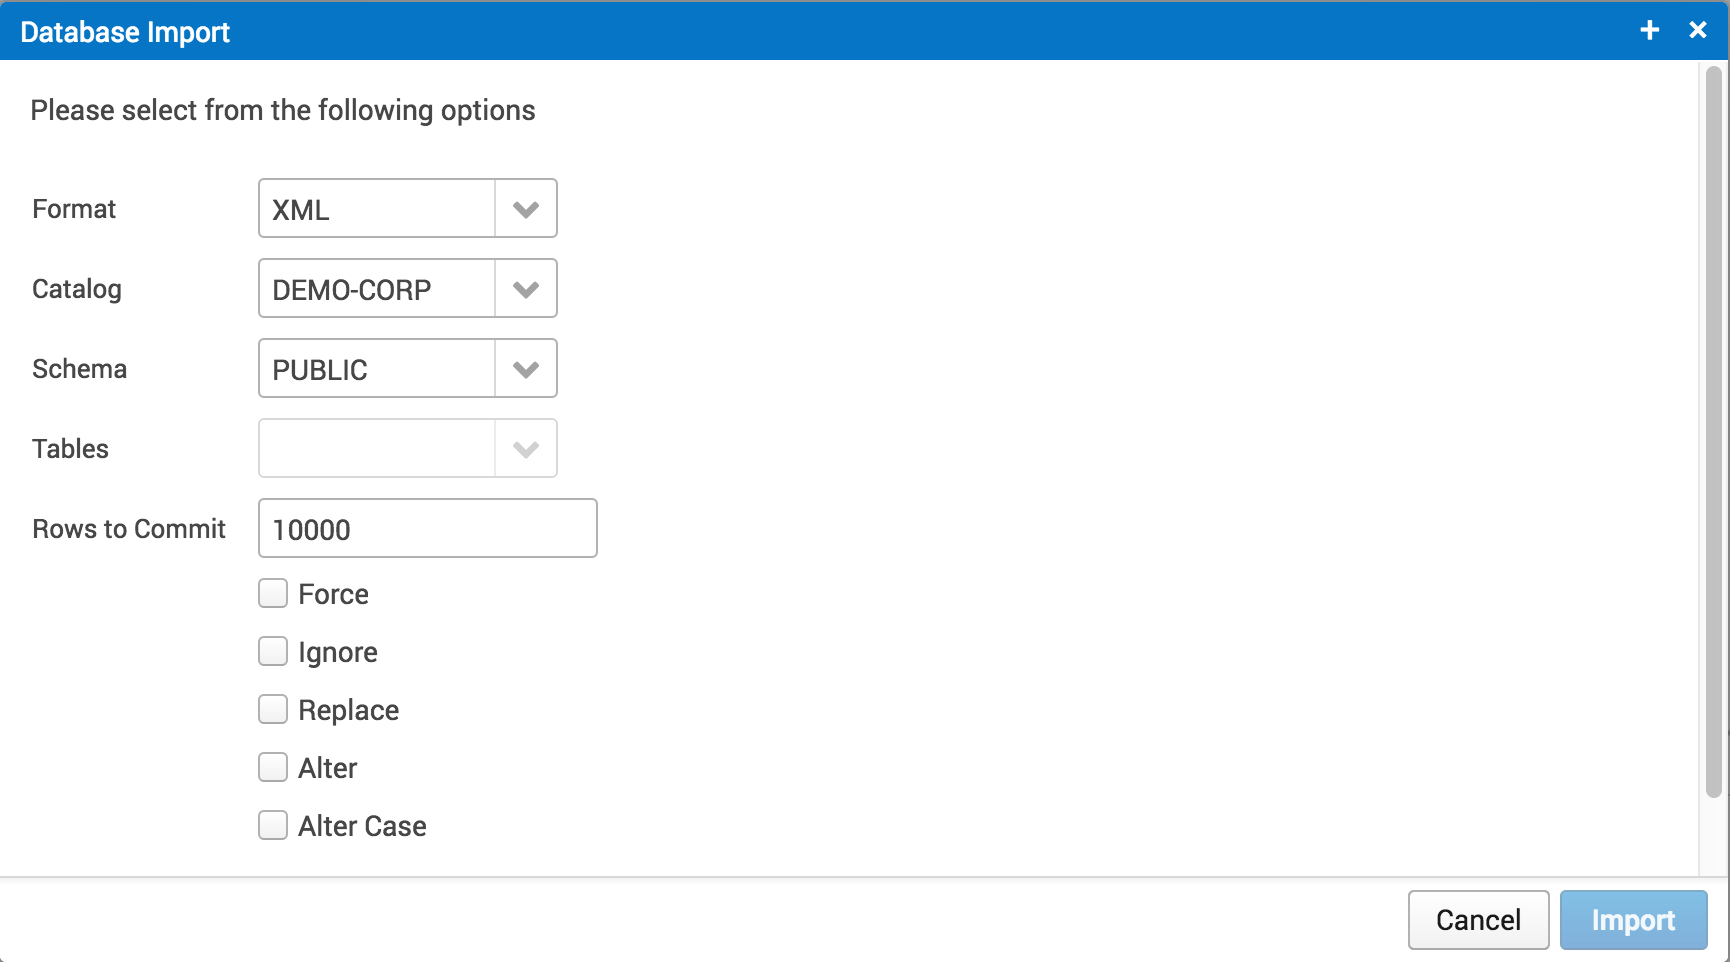 Database Import
Please select from the following options
Format XML
Catalog DEMO-CORP
Schema PUBLIC
Tables
Rows to Commit 10000
Force
Ignore
Replace
Alter
Alter Case
Cancel Import